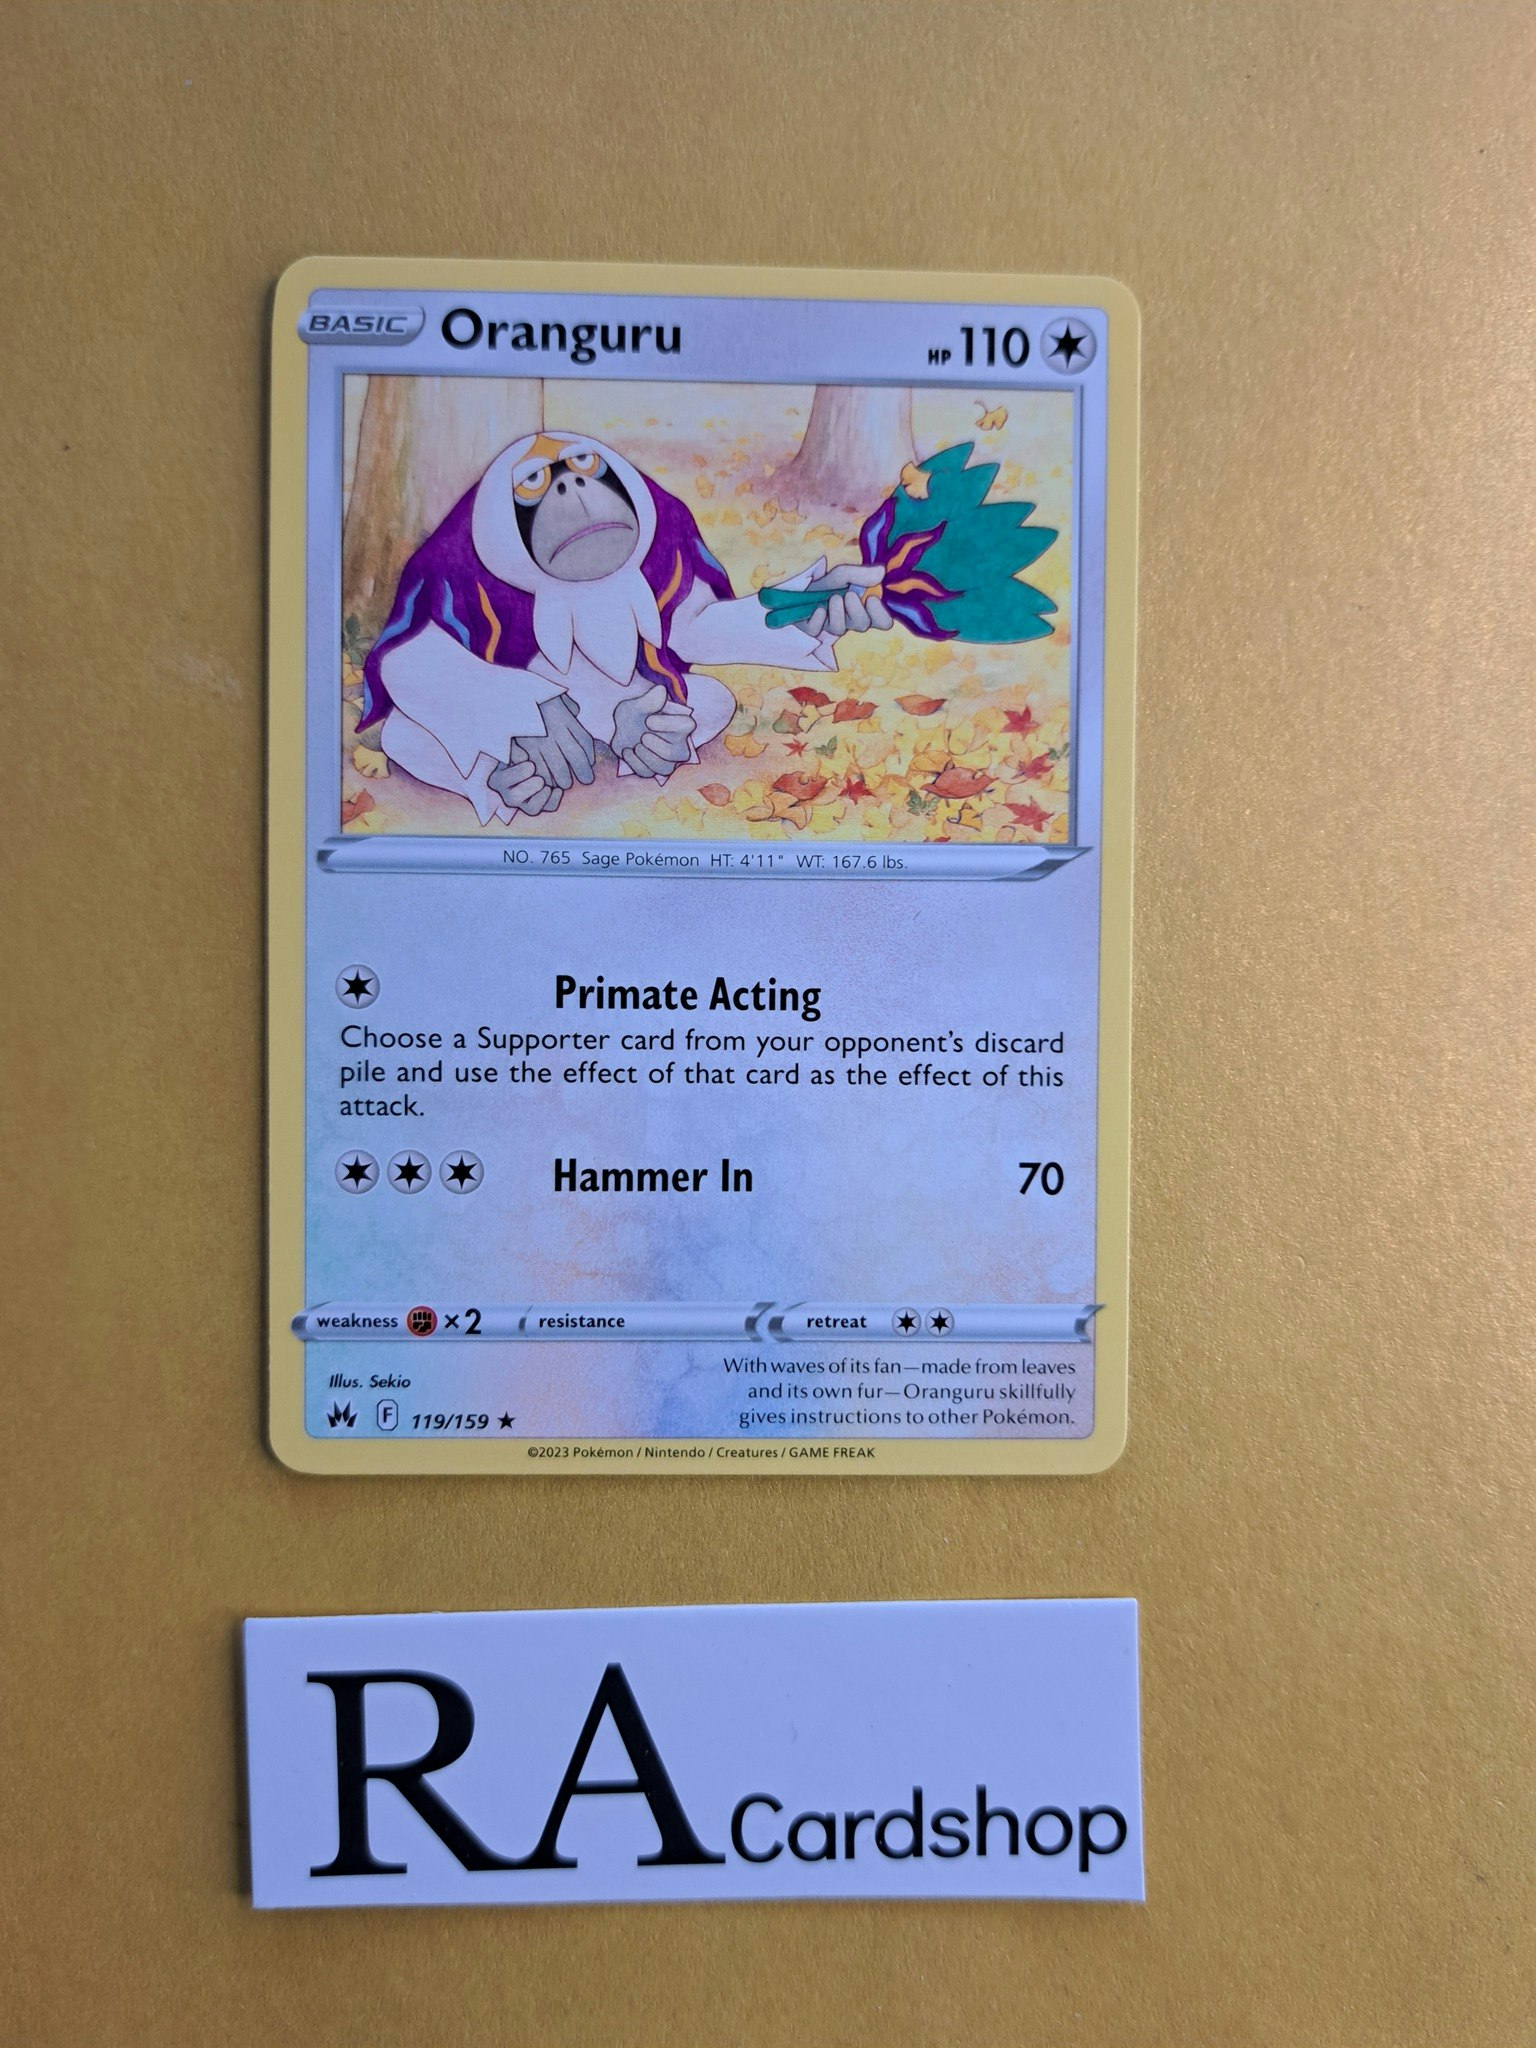 BASIC Oranguru HP 110
NO. 765 Sage Pokémon HT: 4'11" WT: 167.6 lbs.
Primate Acting
Choose a Supporter card from your opponent's discard
pile and use the effect of that card as the effect of this
attack.
Hammer In 70
weakness ×2 resistance retreat
With waves of its fan—made from leaves
and its own fur—Oranguru skillfully
gives instructions to other Pokémon.
Illus. Sekio
F 119/159 ★
©2023 Pokémon / Nintendo / Creatures / GAME FREAK
RA Cardshop